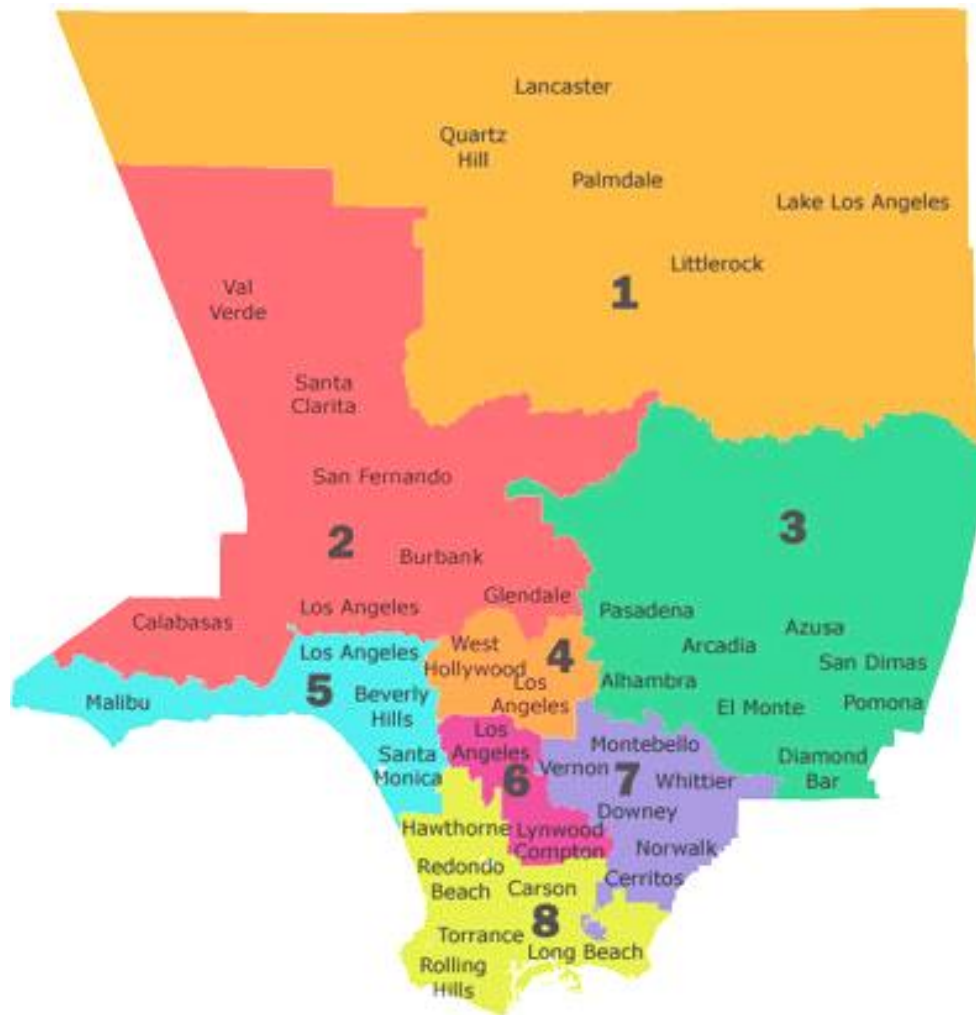 Lancaster
Quartz
Hill
Palmdale
Lake Los Angeles
Littlerock
1
Val
Verde
Santa
Clarita
San Fernando
2
Burbank
Glendale
Los Angeles
Calabasas
3
Pasadena
Azusa
Arcadia
San Dimas
Alhambra
El Monte
Pomona
Diamond
Bar
West
Hollywood
4
Los
Angeles
Los Angeles
5
Malibu
Beverly
Hills
Santa
Monica
Los
Angeles
6
Lynwood
Compton
Montebello
Vernon
7
Whittier
Downey
Norwalk
Cerritos
Hawthorne
Redondo
Beach
Carson
8
Torrance
Long Beach
Rolling
Hills